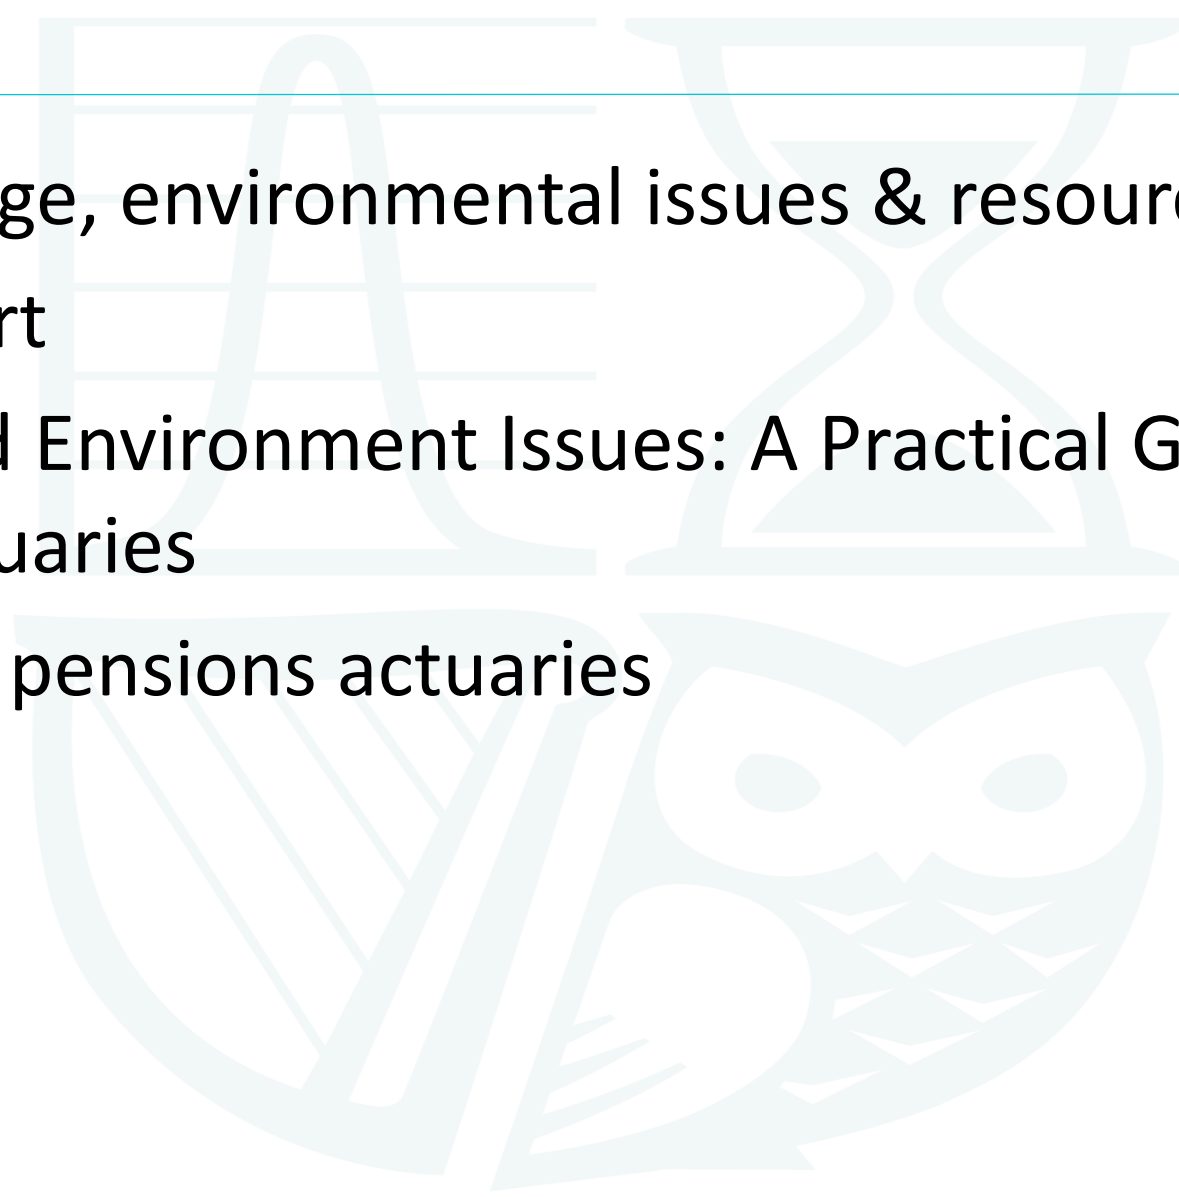 ge, environmental issues & resour
rt
d Environment Issues: A Practical G
uaries
pensions actuaries